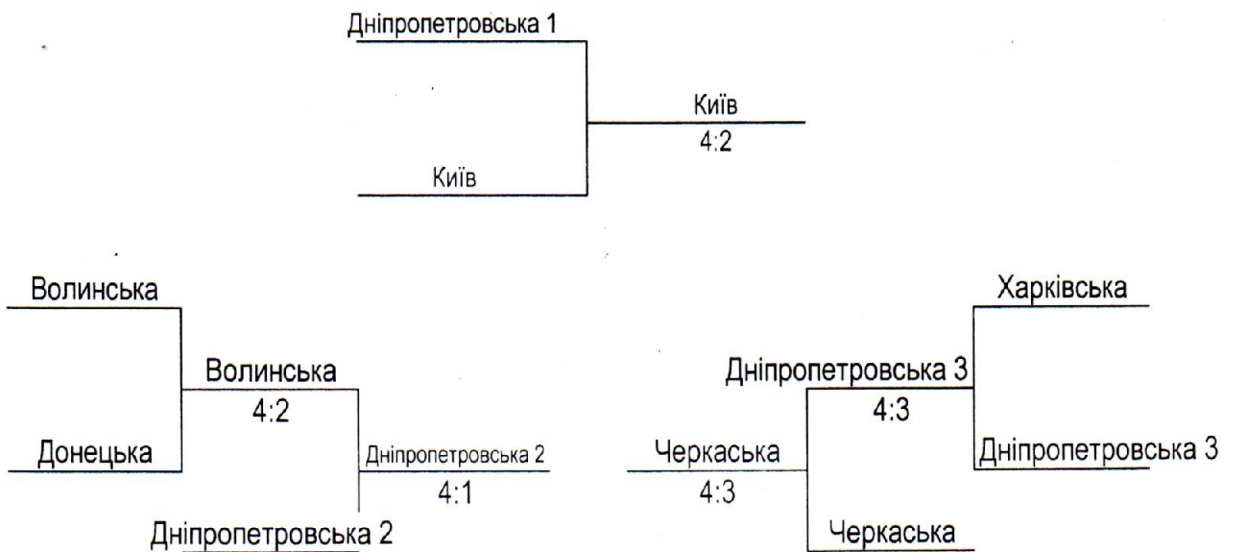 Дніпропетровська 1
Київ
4:2
Київ
Волинська
Харківська
Волинська
4:2
Дніпропетровська 3
4:3
Донецька
Дніпропетровська 2
4:1
Черкаська
4:3
Дніпропетровська 3
Дніпропетровська 2
Черкаська